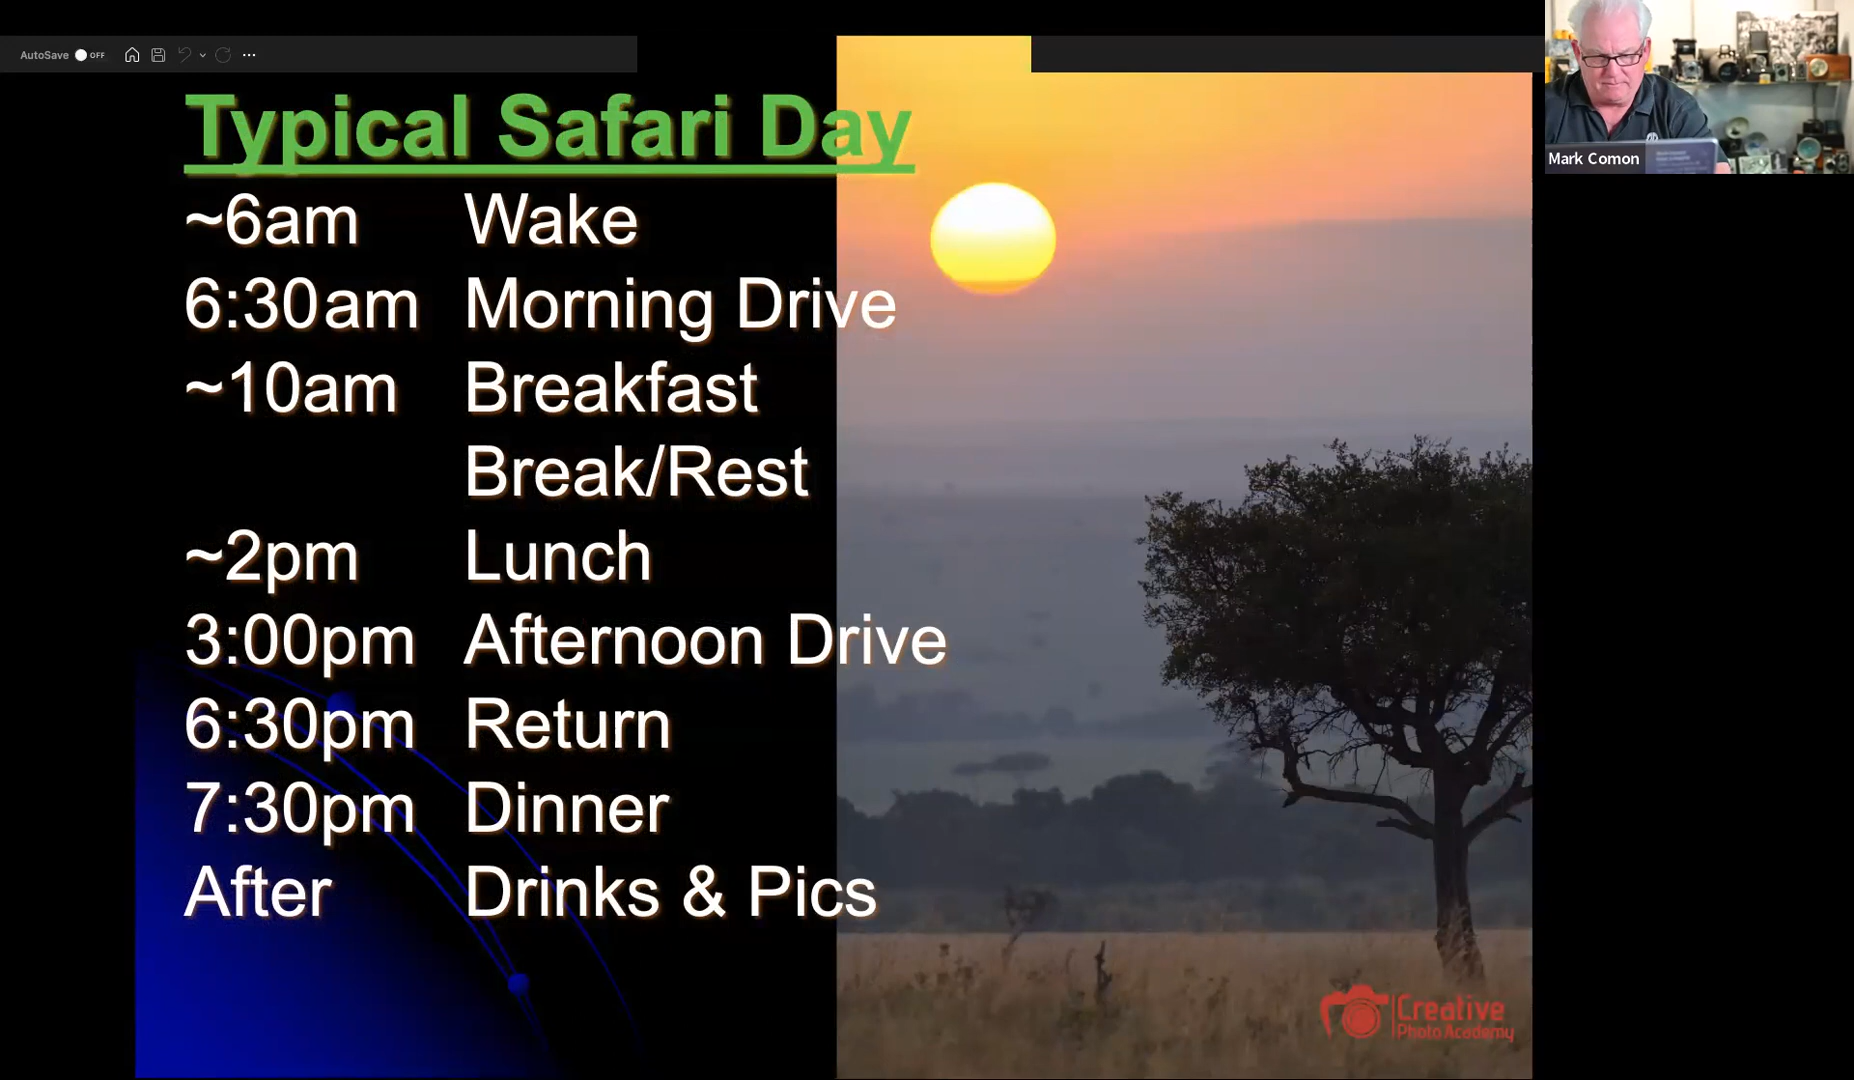 AutoSave OFF
Mark Comon
Typical Safari Day
~6am Wake
6:30am Morning Drive
~10am Breakfast
Break/Rest
~2pm Lunch
3:00pm Afternoon Drive
6:30pm Return
7:30pm Dinner
After Drinks & Pics
Creative
Photo Academy